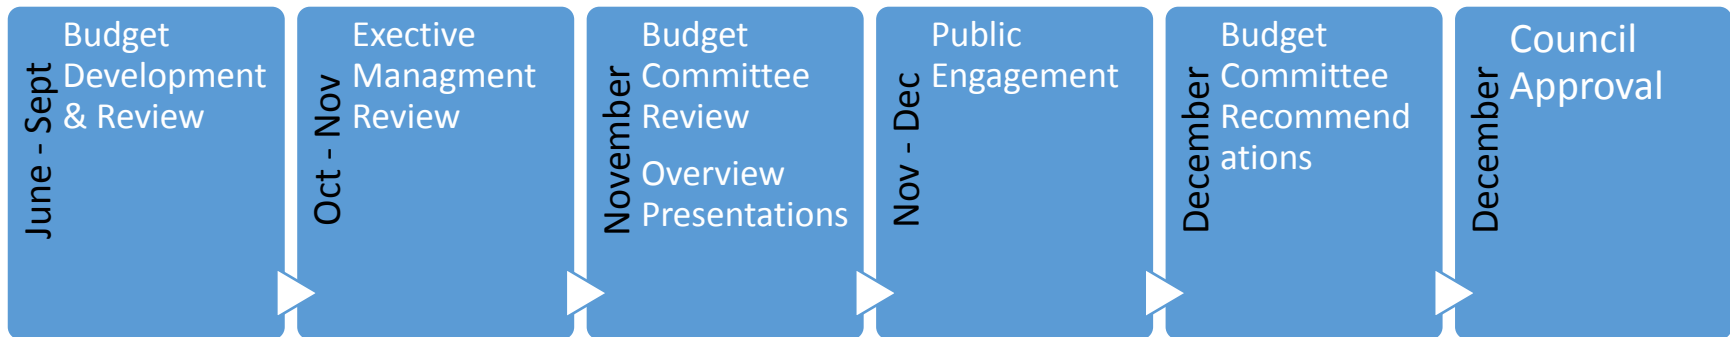 June - Sept
Budget
Development
& Review
Oct - Nov
Exective
Managment
Review
November
Budget
Committee
Review
Overview
Presentations
Nov - Dec
Public
Engagement
December
Budget
Committee
Recommend
ations
December
Council
Approval